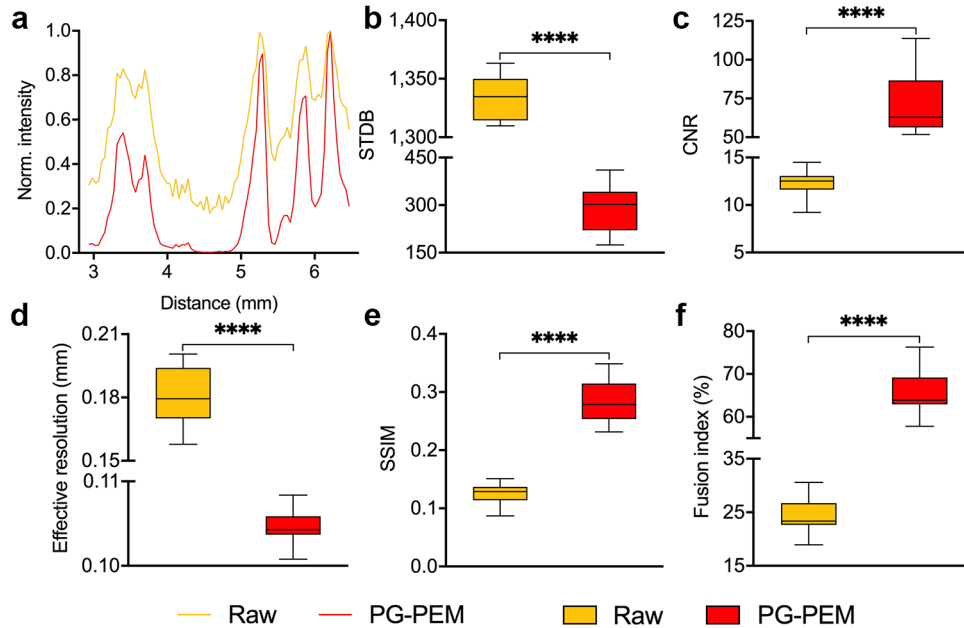 a
Norm. intensity
1.0
0.8
0.6
0.4
0.2
0.0
3
4
5
6
Distance (mm)
b
STDB
1,400
1,350
1,300
450
300
150
****
c
CNR
125
100
75
50
15
10
5
****
d
Effective resolution (mm)
0.21
0.18
0.15
0.11
0.10
****
e
SSIM
0.4
0.3
0.2
0.1
0.0
****
f
Fusion index (%)
80
70
60
35
25
15
****
Raw
PG-PEM
Raw
PG-PEM